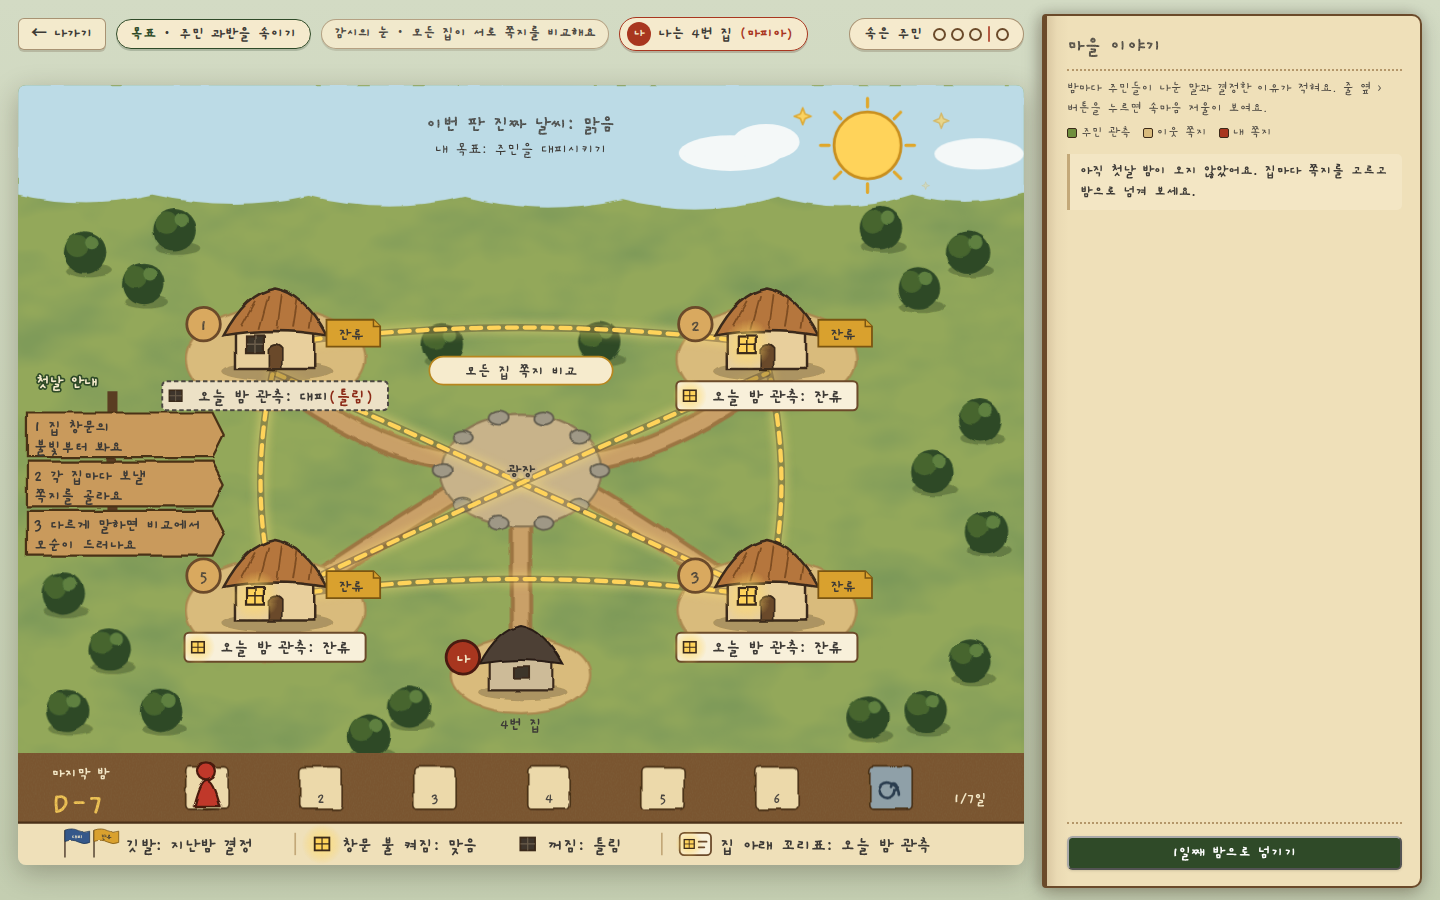 ← 나가기
목표 · 주민 과반을 속이기
감시의 눈 · 모든 집이 서로 쪽지를 비교해요
나 나는 4번 집 (마피아)
속은 주민
이번 판 진짜 날씨: 맑음
내 목표: 주민을 대피시키기
1
잔류
오늘 밤 관측: 대피(틀림)
2
잔류
오늘 밤 관측: 잔류
모든 집 쪽지 비교
첫날 안내
1 집 창문의
불빛부터 봐요
2 각 집마다 보낼
쪽지를 골라요
3 다르게 말하면 비교에서
모순이 드러나요
광장
5
잔류
오늘 밤 관측: 잔류
3
잔류
오늘 밤 관측: 잔류
나
4번 집
마지막 밤
D-7
2
3
4
5
6
1/7일
깃발: 지난밤 결정
창문 불 켜짐: 맞음
꺼짐: 틀림
집 아래 꼬리표: 오늘 밤 관측
마을 이야기
밤마다 주민들이 나눈 말과 결정한 이유가 적혀요. 줄 옆 >
버튼을 누르면 속마음 저울이 보여요.
주민 관측
이웃 쪽지
내 쪽지
아직 첫날 밤이 오지 않았어요. 집마다 쪽지를 고르고
밤으로 넘겨 보세요.
1일째 밤으로 넘기기